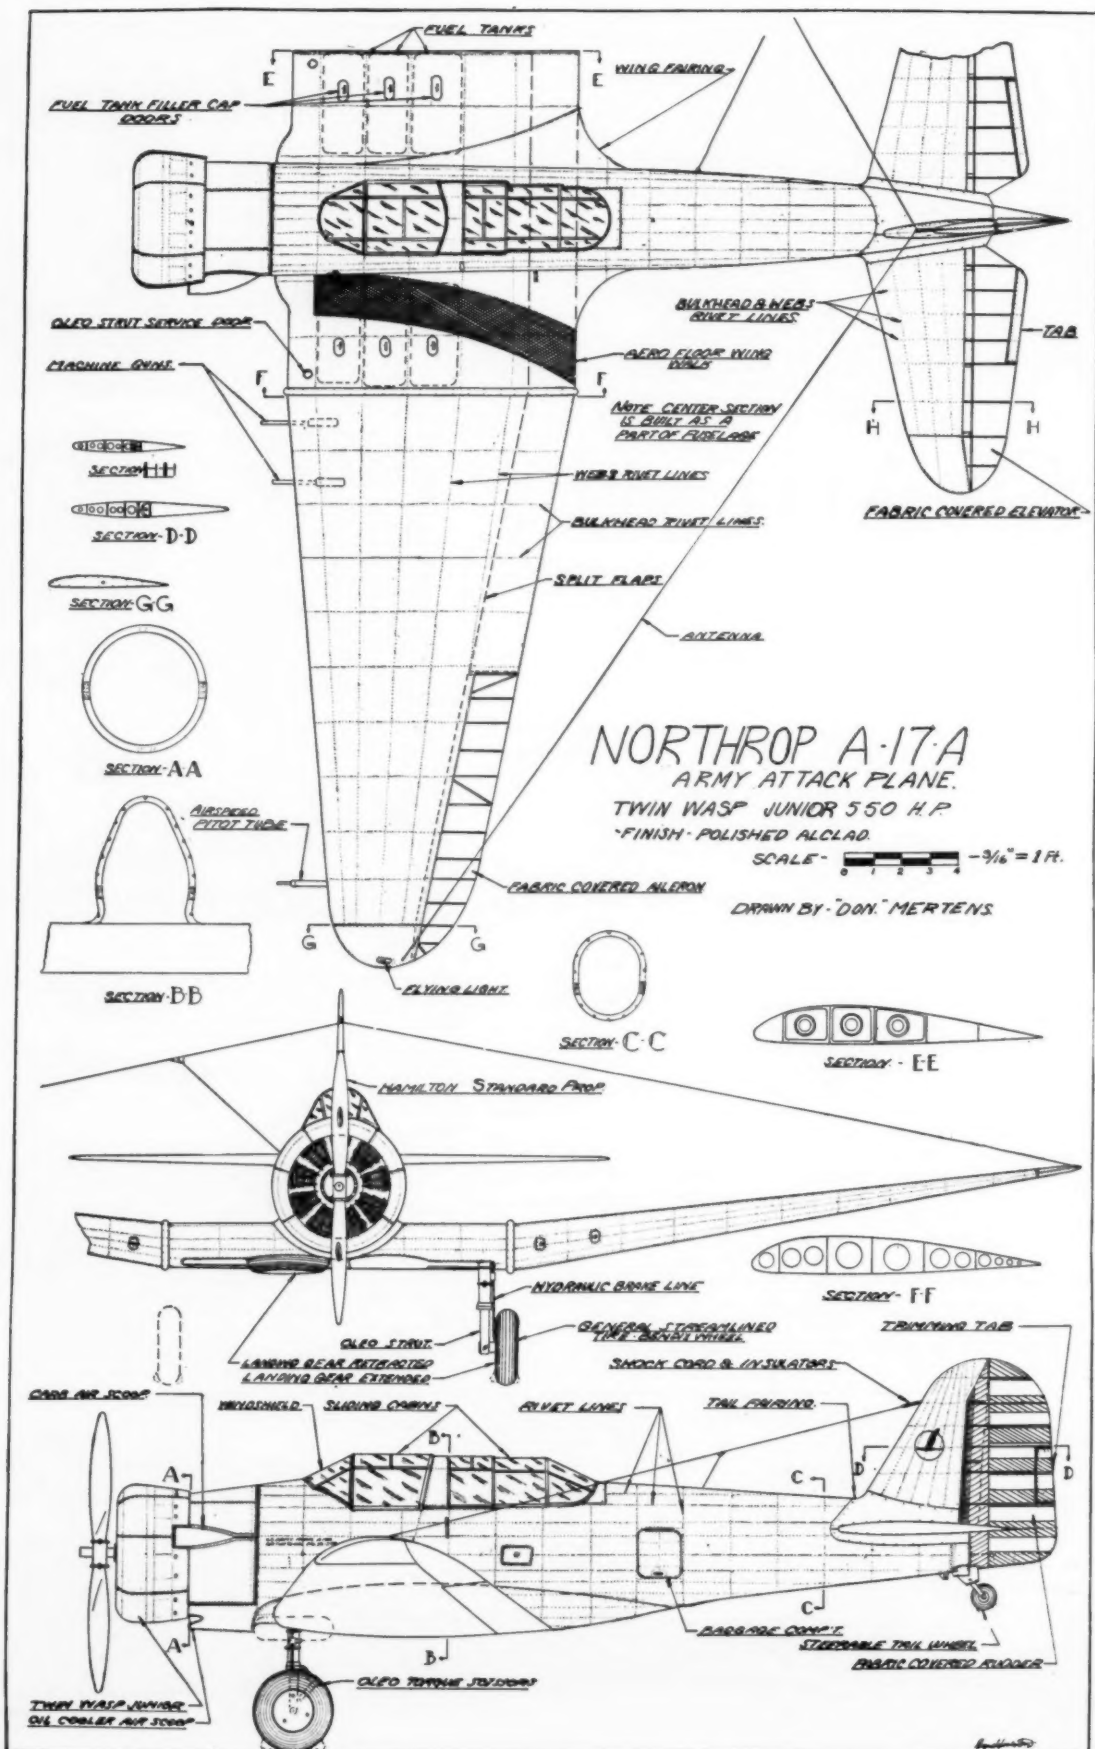 FUEL TANKS
E E
WING FAIRING
FUEL TANK FILLER CAP
DOORS
OLEO STRUT SERVICE DOOR
MACHINE GUNS.
F F
BULKHEAD & WEBS
RIVET LINES.
TAB
AERO FLOOR WING
WALK
NOTE CENTER SECTION
IS BUILT AS A
PART OF FUSELAGE
H H
SECTION H-H
WEBS RIVET LINES
SECTION-D-D
BULKHEAD RIVET LINES.
FABRIC COVERED ELEVATOR
SECTION-G-G
SPLIT FLAPS
ANTENNA
SECTION-AA
NORTHROP A-17-A
ARMY ATTACK PLANE.
TWIN WASP JUNIOR 550 H.P.
-FINISH-POLISHED ALCLAD.
SCALE- 0 1 2 3 4 -3/16"=1 Ft.
DRAWN BY-"DON." MERTENS.
AIRSPEED
PITOT TUBE
FABRIC COVERED AILERON
G G
FLYING LIGHT.
SECTION-BB
SECTION-C-C
SECTION - E-E
HAMILTON STANDARD PROP.
SECTION- F-F
HYDRAULIC BRAKE LINE
OLEO STRUT.
GENERAL STREAMLINED
TIRE-BENDIX WHEEL
LANDING GEAR RETRACTED
LANDING GEAR EXTENDED
TRIMMING TAB
SHOCK CORD & INSULATORS
CARB AIR SCOOP.
WINDSHIELD
SLIDING CABINS
RIVET LINES
TAIL FAIRING.
A
B
C
D D
A
B
C
BAGGAGE COMP'T.
STEERABLE TAIL WHEEL
FABRIC COVERED RUDDER
OLEO TORQUE SCISSORS
TWIN WASP JUNIOR
OIL COOLER AIR SCOOP